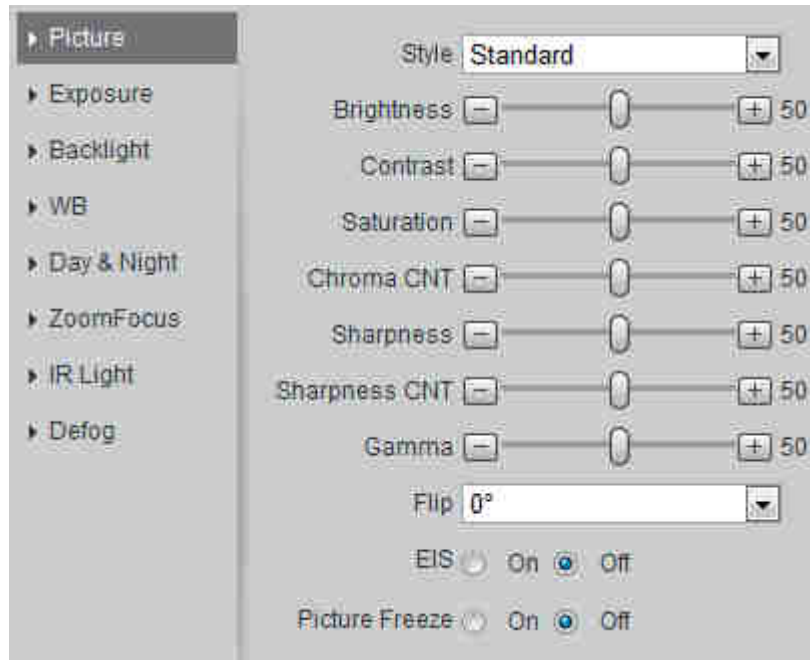 Picture
Exposure
Backlight
WB
Day & Night
ZoomFocus
IR Light
Defog
Style Standard
Brightness - + 50
Contrast - + 50
Saturation - + 50
Chroma CNT - + 50
Sharpness - + 50
Sharpness CNT - + 50
Gamma - + 50
Flip 0°
EIS On Off
Picture Freeze On Off